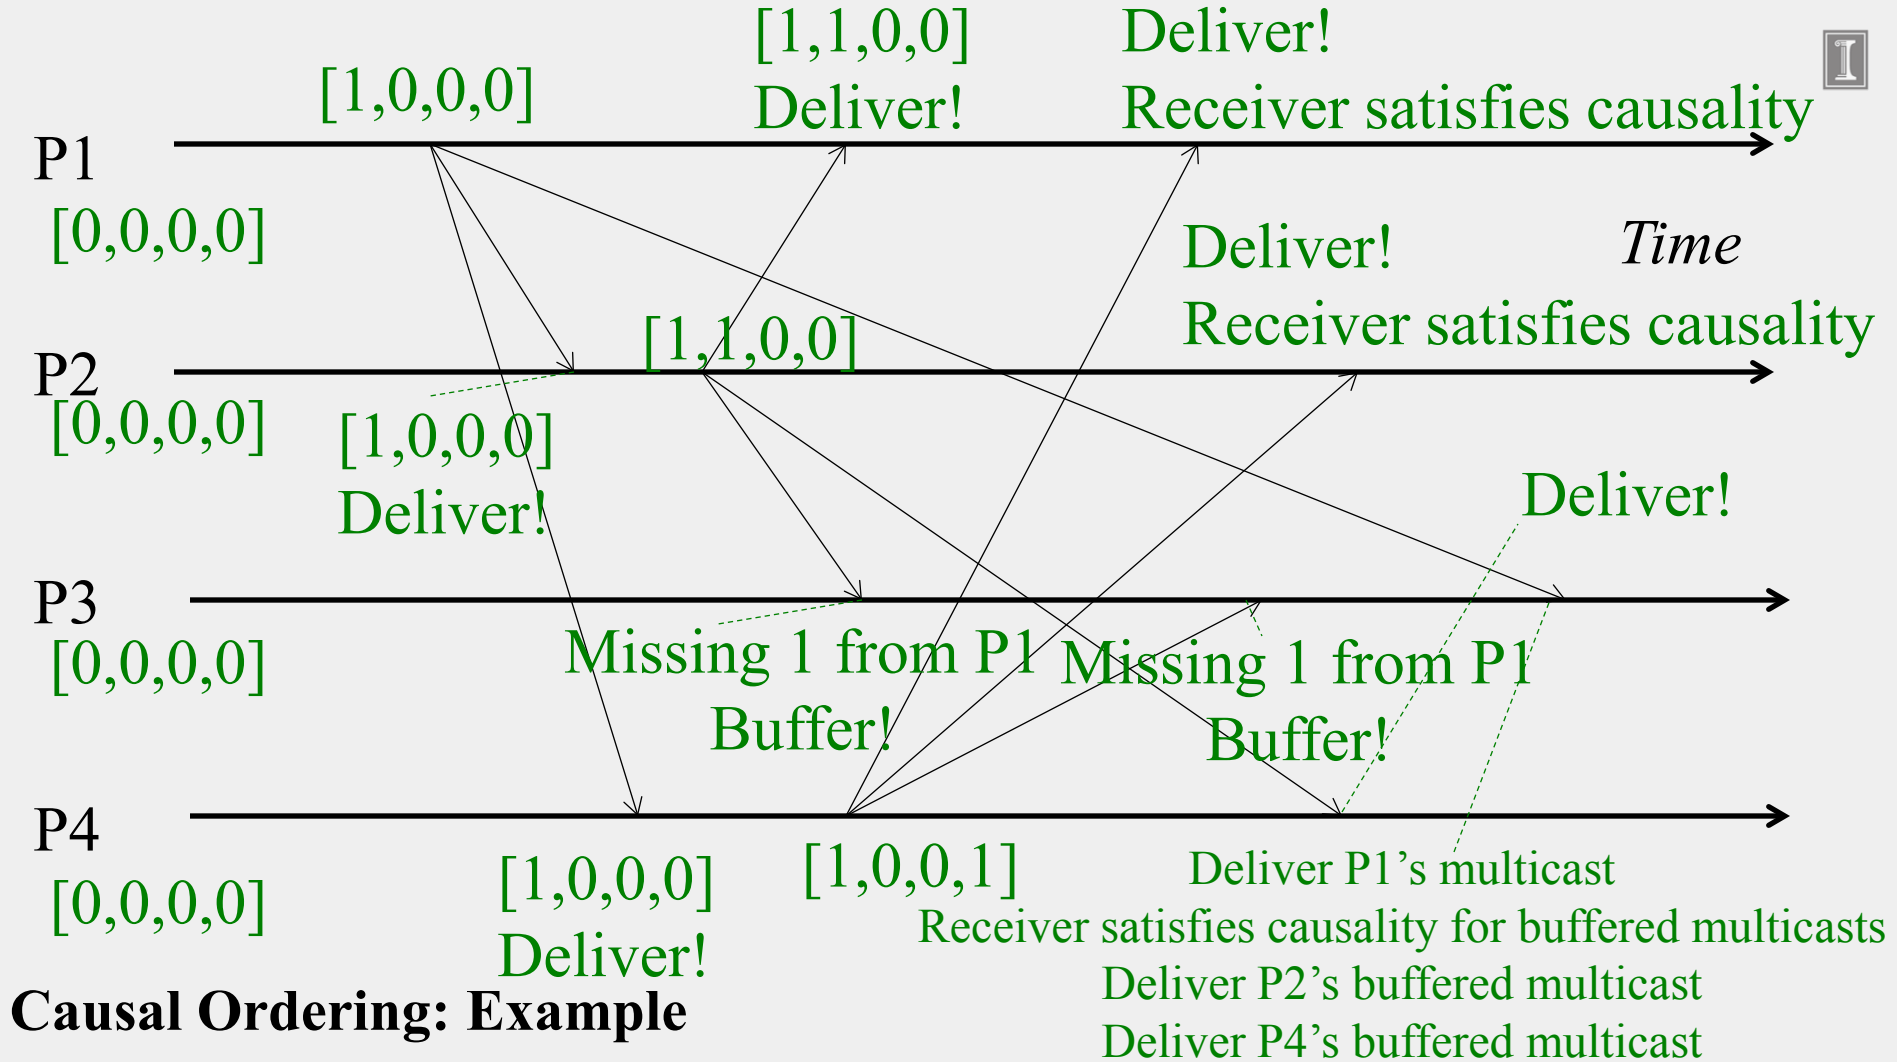 [1,1,0,0]
Deliver!
Deliver!
Receiver satisfies causality
[1,0,0,0]
P1
[0,0,0,0]
Time
Deliver!
Receiver satisfies causality
[1,1,0,0]
P2
[0,0,0,0]
[1,0,0,0]
Deliver!
Deliver!
P3
[0,0,0,0]
Missing 1 from P1
Buffer!
Missing 1 from P1
Buffer!
P4
[0,0,0,0]
[1,0,0,0]
Deliver!
[1,0,0,1]
Deliver P1’s multicast
Receiver satisfies causality for buffered multicasts
Deliver P2’s buffered multicast
Deliver P4’s buffered multicast
Causal Ordering: Example